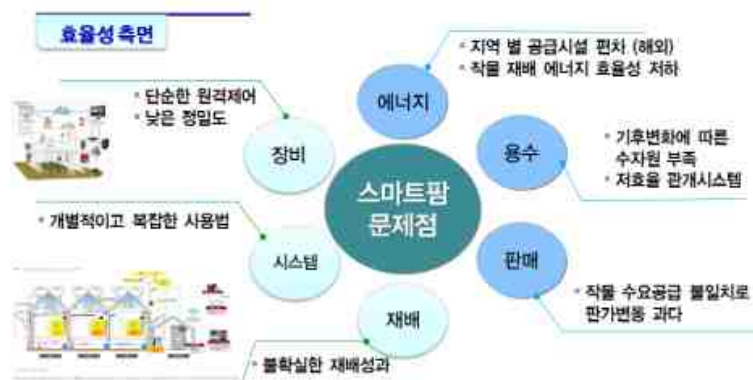 효율성 측면
• 지역 별 공급시설 편차 (해외)
• 작물 재배 에너지 효율성 저하
에너지
• 단순한 원격제어
• 낮은 정밀도
장비
용수
• 기후변화에 따른
수자원 부족
• 저효율 관개시스템
스마트팜
문제점
• 개별적이고 복잡한 사용법
시스템
판매
• 작물 수요공급 불일치로
판가변동 과다
재배
• 불확실한 재배성과